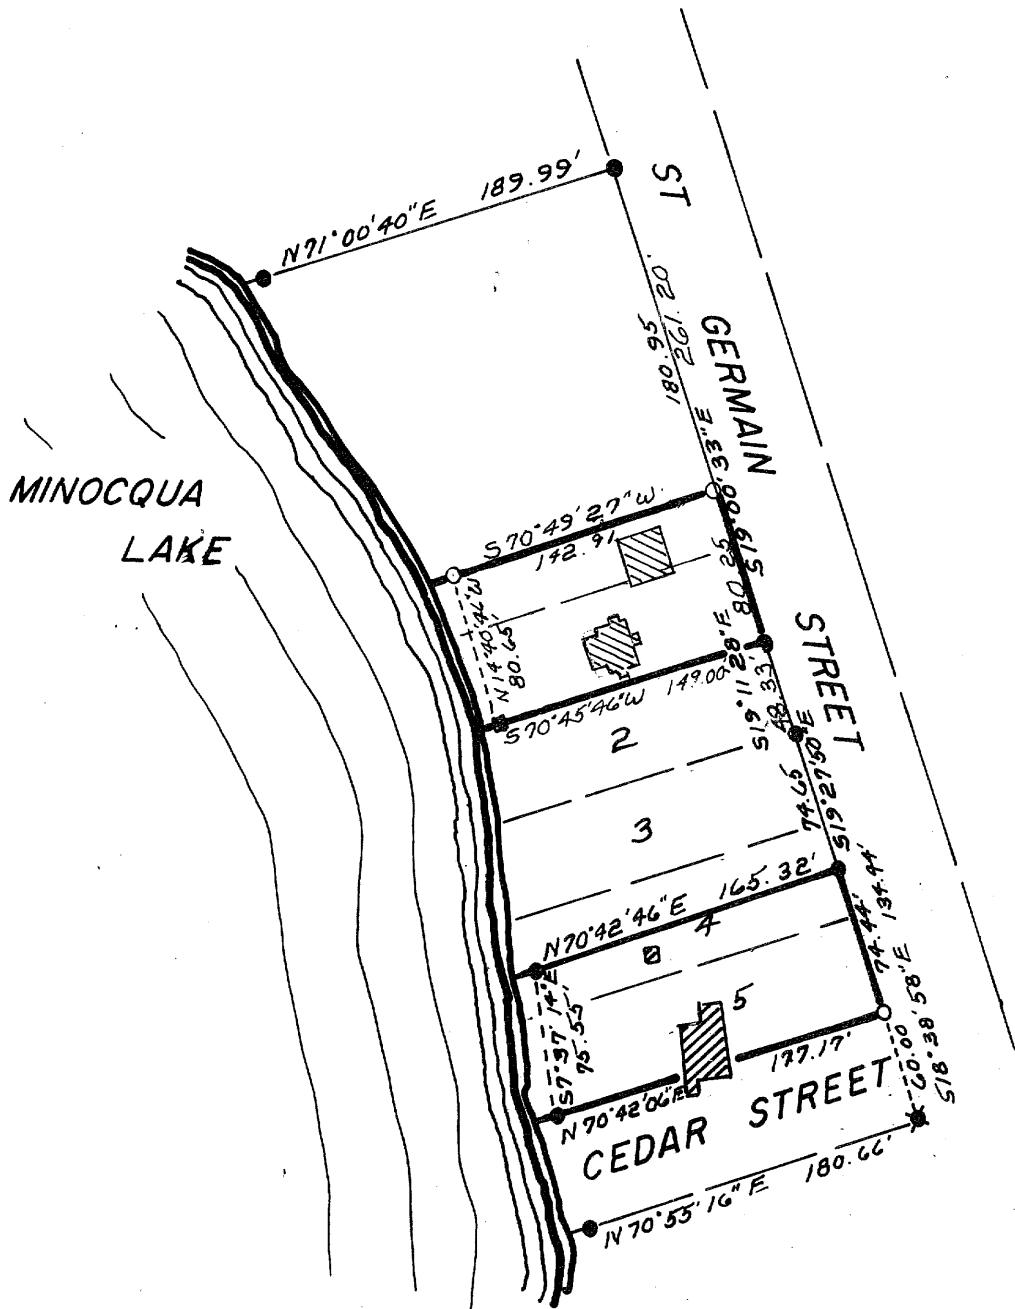 189.99'
N71°00'40"E
ST
GERMAIN
STREET
180.95
261.20'
S19°00'33"E
MINOCQUA
LAKE
S70°49'27"W
142.91
80.25
N14°40'46"W
80.65'
S70°45'46"W
149.00'
S19°11'28"E
48.33'
2
3
74.65
S19°27'50"E
N70°42'46"E
165.32'
4
74.44'
134.44'
S7°37'14"E
75.55'
5
177.17'
N70°42'06"E
60.00
S18°38'58"E
CEDAR STREET
N70°55'16"E
180.66'